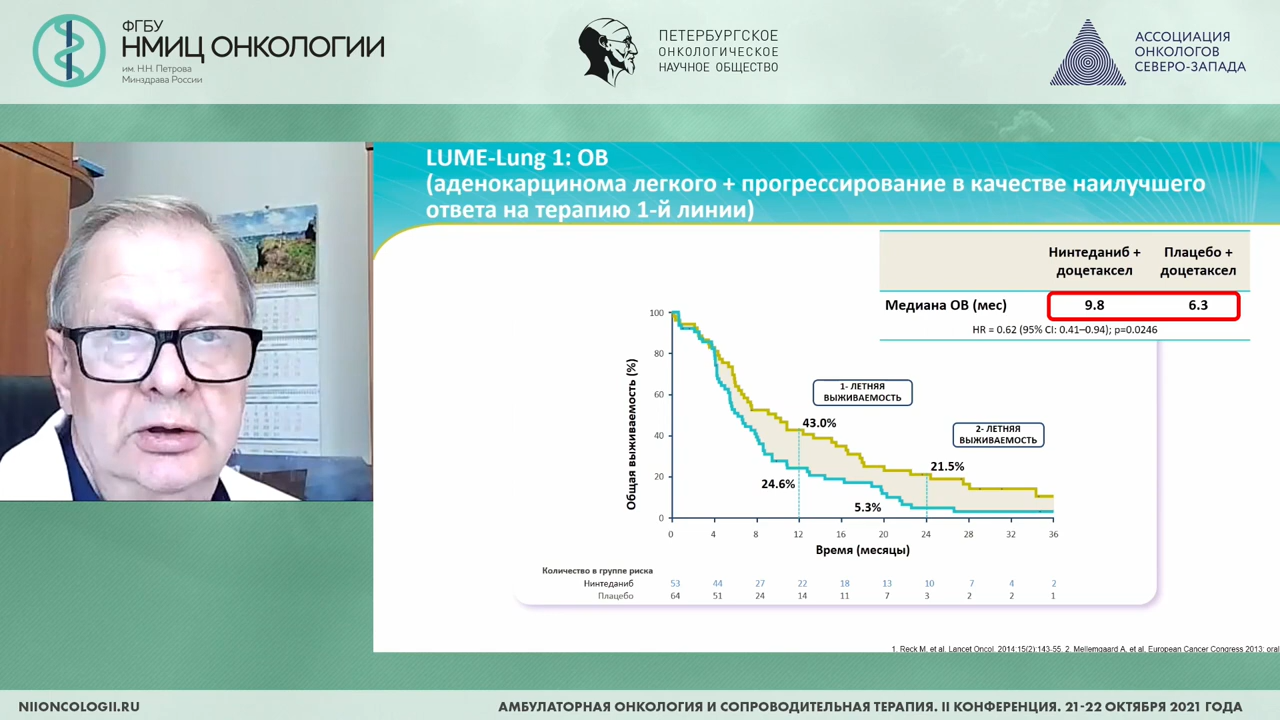 ФГБУ
НМИЦ ОНКОЛОГИИ
им. Н.Н. Петрова
Минздрава России
ПЕТЕРБУРГСКОЕ
ОНКОЛОГИЧЕСКОЕ
НАУЧНОЕ ОБЩЕСТВО
АССОЦИАЦИЯ
ОНКОЛОГОВ
СЕВЕРО-ЗАПАДА
LUME-Lung 1: ОВ
(аденокарцинома легкого + прогрессирование в качестве наилучшего
ответа на терапию 1-й линии)
Нинтеданиб + Плацебо +
доцетаксел доцетаксел
Медиана ОВ (мес) 9.8 6.3
HR = 0.62 (95% CI: 0.41–0.94); p=0.0246
Общая выживаемость (%)
100
80
60
40
20
0
1- ЛЕТНЯЯ
ВЫЖИВАЕМОСТЬ
43.0%
2- ЛЕТНЯЯ
ВЫЖИВАЕМОСТЬ
21.5%
24.6%
5.3%
0 4 8 12 16 20 24 28 32 36
Время (месяцы)
Количество в группе риска
Нинтеданиб 53 44 27 22 18 13 10 7 4 2
Плацебо 64 51 24 14 11 7 3 2 2 1
1. Reck M, et al. Lancet Oncol. 2014;15(2):143-55. 2. Mellemgaard A, et al. European Cancer Congress 2013; oral
NIIONCOLOGII.RU
АМБУЛАТОРНАЯ ОНКОЛОГИЯ И СОПРОВОДИТЕЛЬНАЯ ТЕРАПИЯ. II КОНФЕРЕНЦИЯ. 21-22 ОКТЯБРЯ 2021 ГОДА